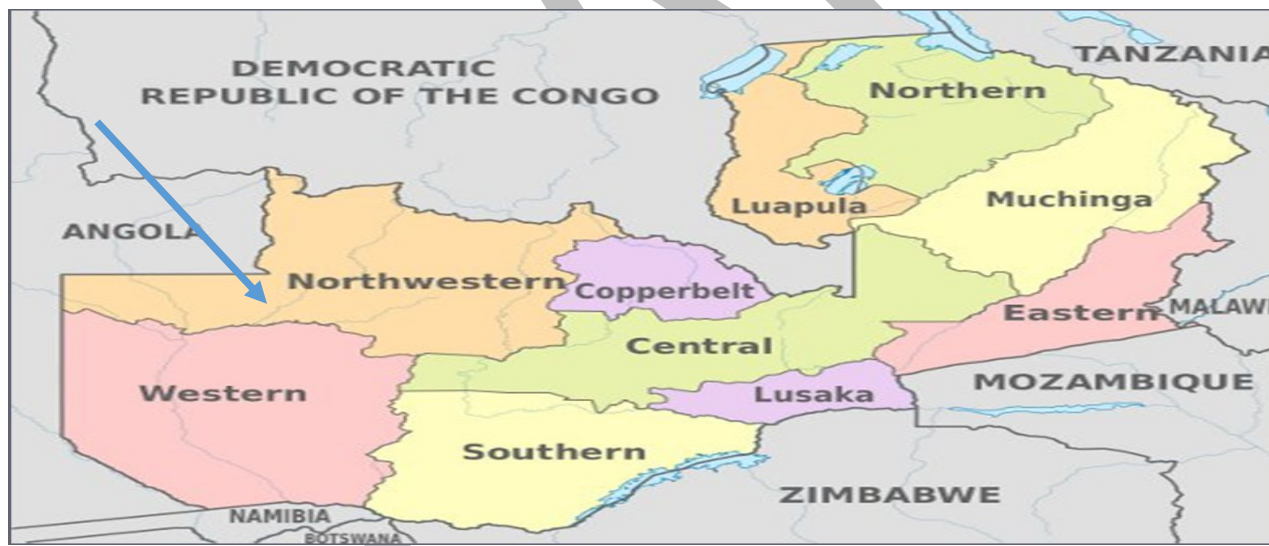 DEMOCRATIC
REPUBLIC OF THE CONGO
TANZANIA
Northern
Muchinga
Luapula
ANGOLA
Northwestern
Copperbelt
Eastern
MALAWI
Central
Western
Lusaka
MOZAMBIQUE
Southern
ZIMBABWE
NAMIBIA
BOTSWANA